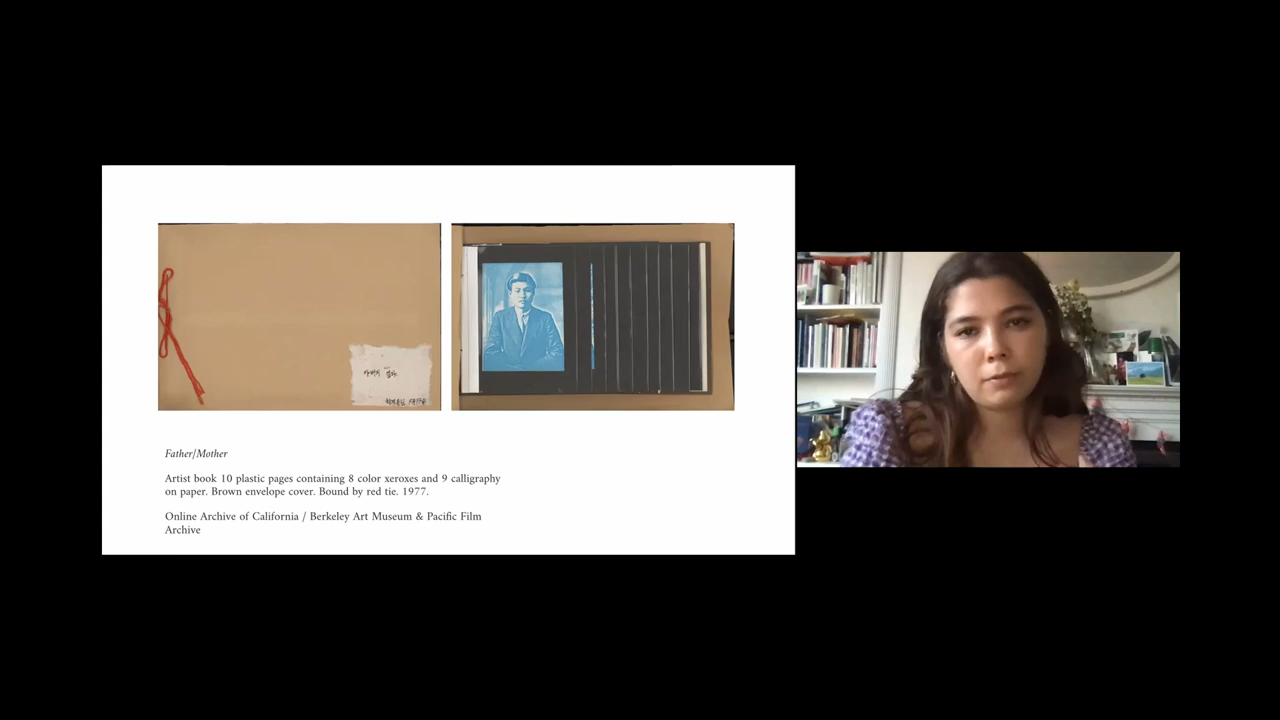 Father/Mother
Artist book 10 plastic pages containing 8 color xeroxes and 9 calligraphy
on paper. Brown envelope cover. Bound by red tie. 1977.
Online Archive of California / Berkeley Art Museum & Pacific Film
Archive